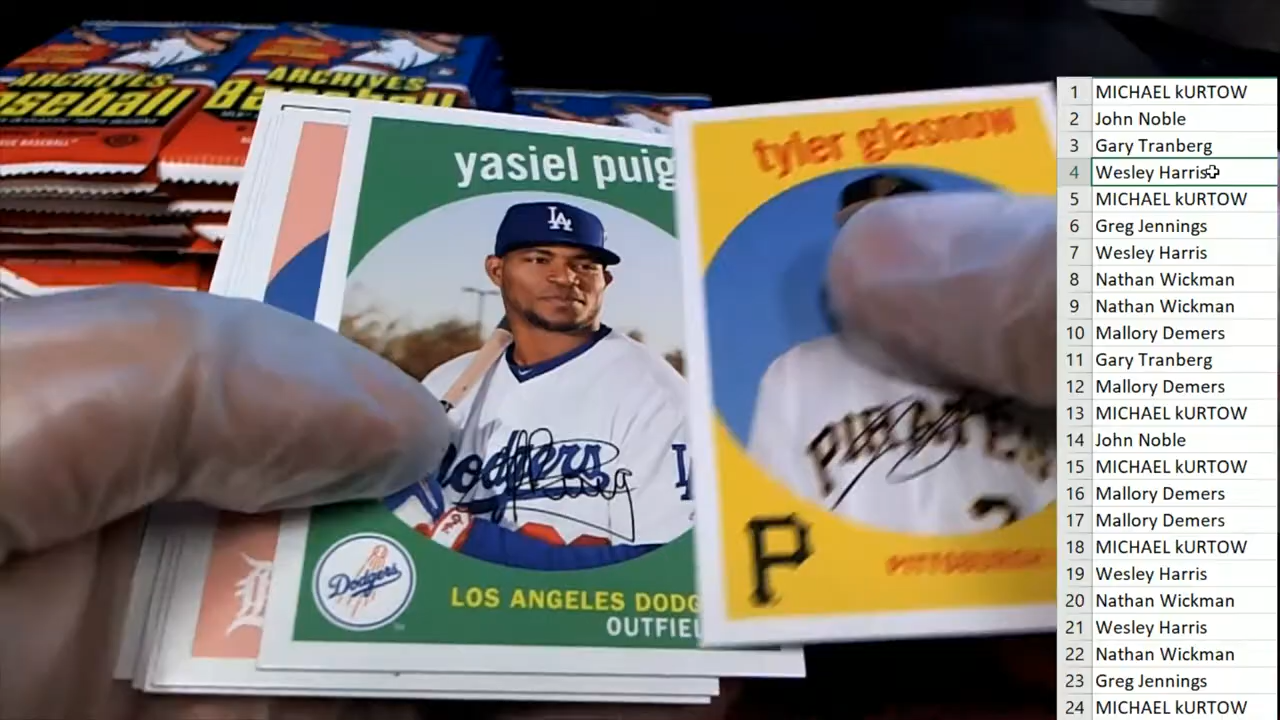 ARCHIVES
aseball
ARCHIVES
Ba
yasiel puig
LA
Dodgers
Dodgers
LOS ANGELES DODG
OUTFIEL
tyler glasnow
P
PITTSBURGH
1 MICHAEL kURTOW
2 John Noble
3 Gary Tranberg
4 Wesley Harris
5 MICHAEL kURTOW
6 Greg Jennings
7 Wesley Harris
8 Nathan Wickman
9 Nathan Wickman
10 Mallory Demers
11 Gary Tranberg
12 Mallory Demers
13 MICHAEL kURTOW
14 John Noble
15 MICHAEL kURTOW
16 Mallory Demers
17 Mallory Demers
18 MICHAEL kURTOW
19 Wesley Harris
20 Nathan Wickman
21 Wesley Harris
22 Nathan Wickman
23 Greg Jennings
24 MICHAEL kURTOW